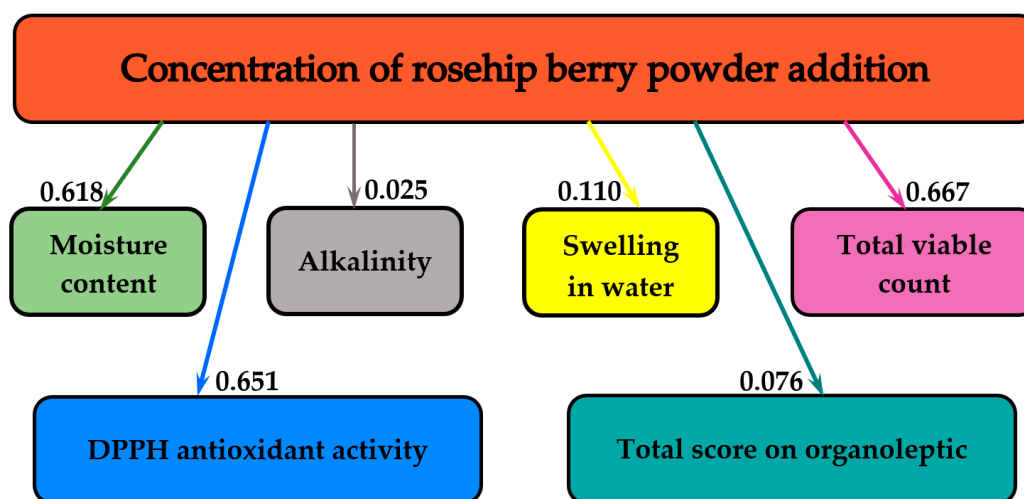 Concentration of rosehip berry powder addition
0.618
0.025
0.110
0.667
Moisture
content
Alkalinity
Swelling
in water
Total viable
count
0.651
0.076
DPPH antioxidant activity
Total score on organoleptic